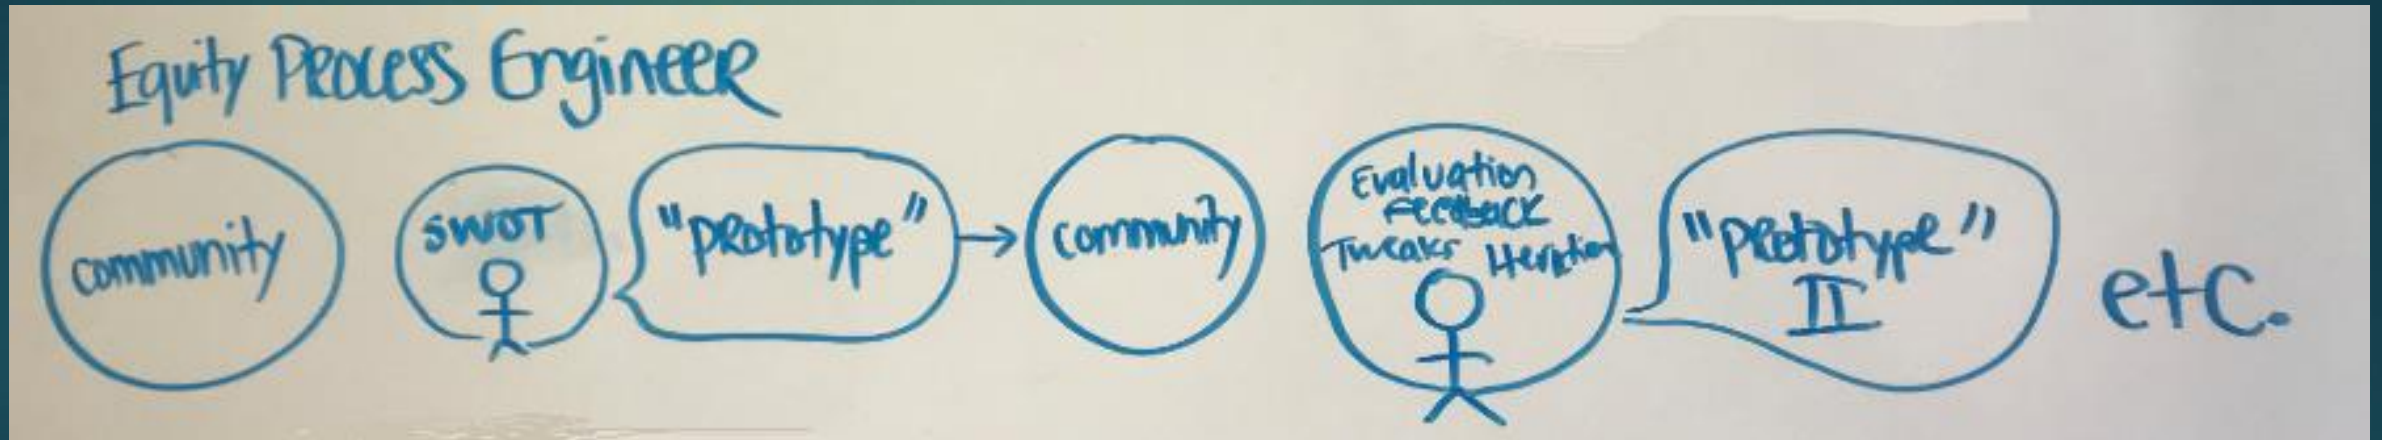 Equity Process Engineer
community
SWOT
"prototype"
community
Evaluation
Feedback
Tweaks Iteration
"prototype"
II
etc.